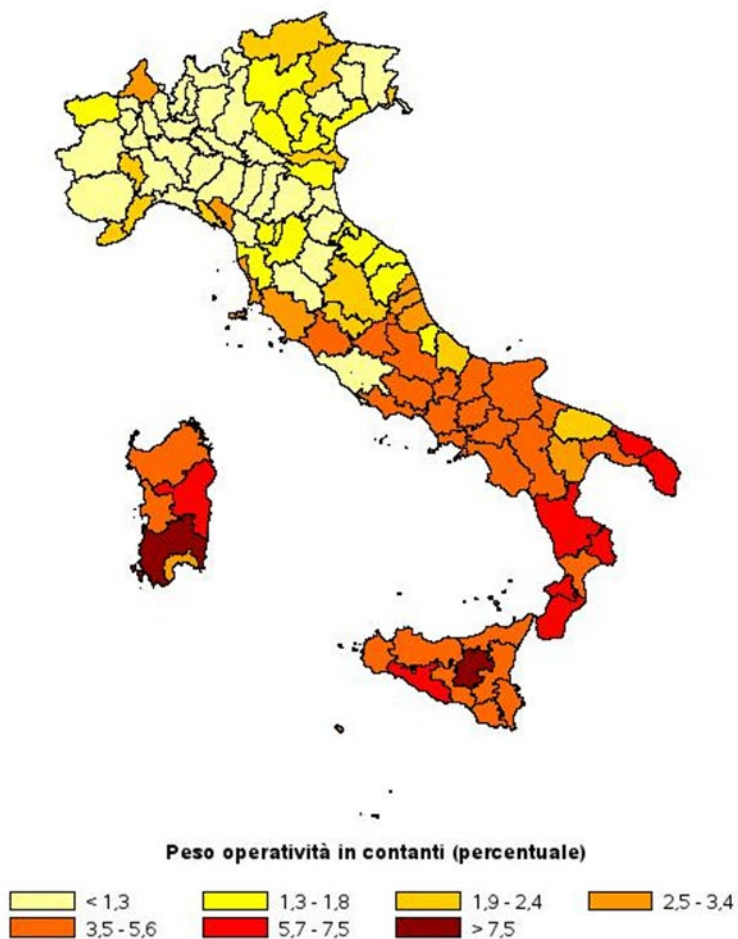 Peso operatività in contanti (percentuale)
< 1,3 1,3 - 1,8 1,9 - 2,4 2,5 - 3,4
3,5 - 5,6 5,7 - 7,5 > 7,5